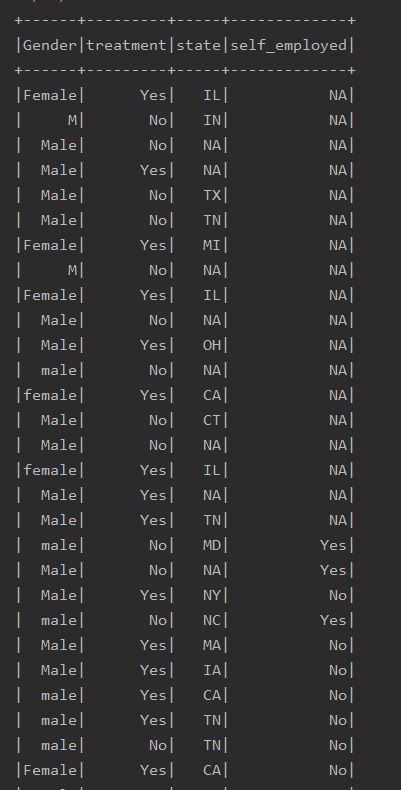 +------+---------+-----+-------------+
|Gender|treatment|state|self_employed|
+------+---------+-----+-------------+
|Female|      Yes|   IL|           NA|
|     M|       No|   IN|           NA|
|  Male|       No|   NA|           NA|
|  Male|      Yes|   NA|           NA|
|  Male|       No|   TX|           NA|
|  Male|       No|   TN|           NA|
|Female|      Yes|   MI|           NA|
|     M|       No|   NA|           NA|
|Female|      Yes|   IL|           NA|
|  Male|       No|   NA|           NA|
|  Male|      Yes|   OH|           NA|
|  male|       No|   NA|           NA|
|female|      Yes|   CA|           NA|
|  Male|       No|   CT|           NA|
|  Male|       No|   NA|           NA|
|female|      Yes|   IL|           NA|
|  Male|      Yes|   NA|           NA|
|  Male|      Yes|   TN|           NA|
|  male|       No|   MD|          Yes|
|  Male|       No|   NA|          Yes|
|  Male|      Yes|   NY|           No|
|  male|       No|   NC|          Yes|
|  Male|      Yes|   MA|           No|
|  Male|      Yes|   IA|           No|
|  male|      Yes|   CA|           No|
|  male|      Yes|   TN|           No|
|  male|       No|   TN|           No|
|Female|      Yes|   CA|           No|